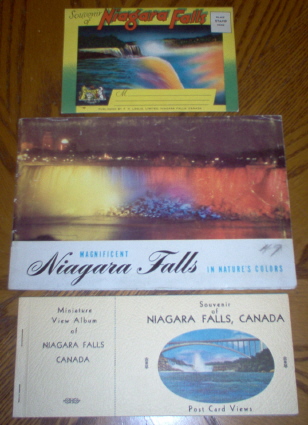 Souvenir of
Niagara Falls
M
MAGNIFICENT
Niagara Falls
IN NATURE'S COLORS
Miniature
View Album
of
NIAGARA FALLS
CANADA
Souvenir
of
NIAGARA FALLS, CANADA
Post Card Views